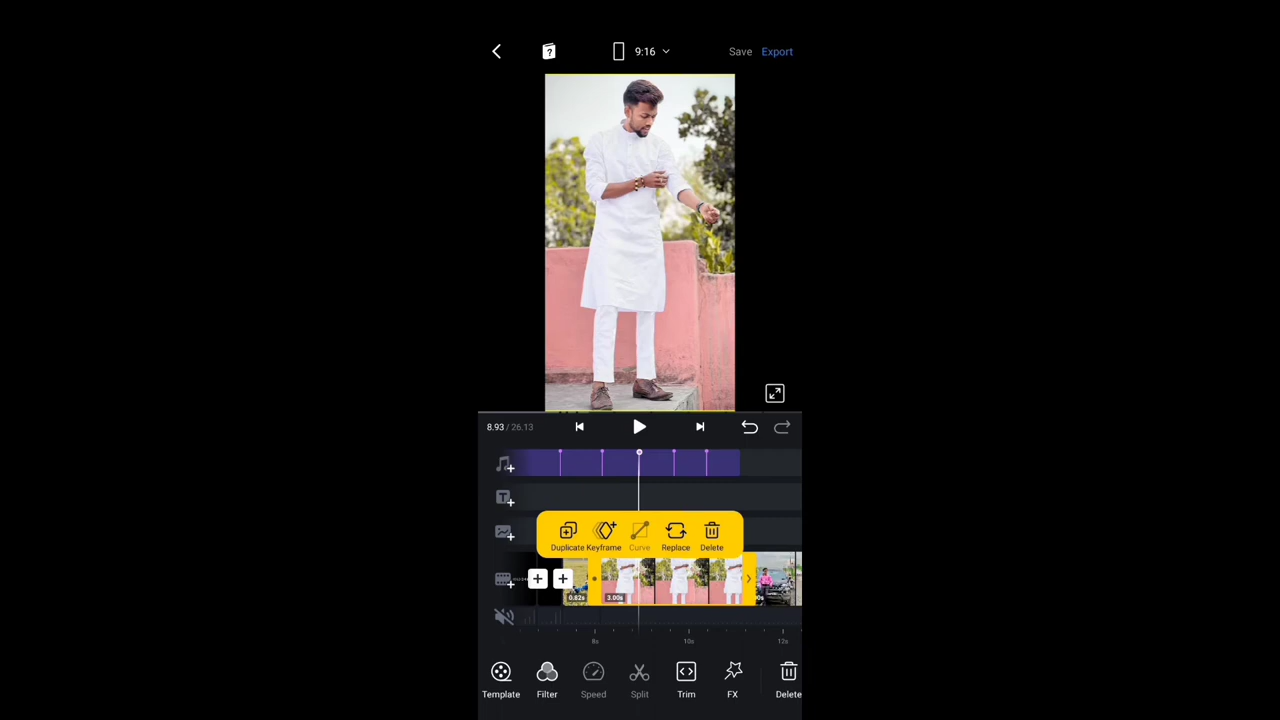 9:16 Save Export
8.93 / 26.13
Duplicate Keyframe Curve Replace Delete
0.62s 3.00s
8s 10s 12s
Template Filter Speed Split Trim FX Delete